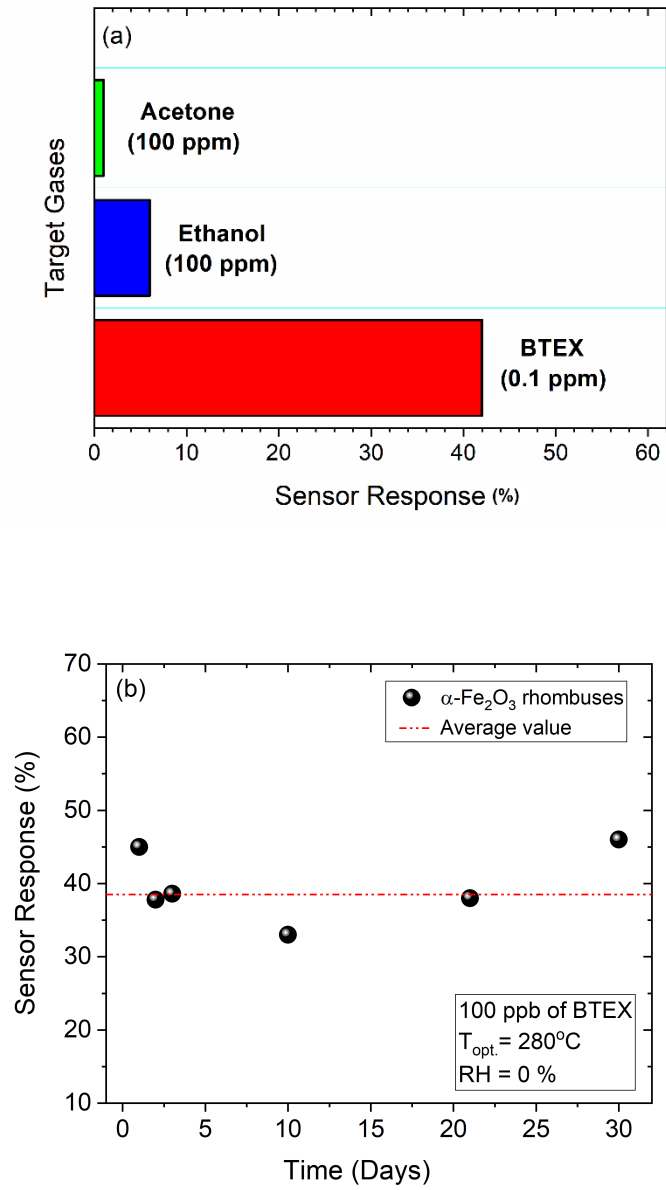 (a)
Target Gases
Acetone
(100 ppm)
Ethanol
(100 ppm)
BTEX
(0.1 ppm)
0 10 20 30 40 50 60
Sensor Response (%)
(b)
α-Fe₂O₃ rhombuses
Average value
Sensor Response (%)
70
60
50
40
30
20
10
100 ppb of BTEX
Tₒₚₜ.= 280°C
RH = 0 %
0 5 10 15 20 25 30
Time (Days)